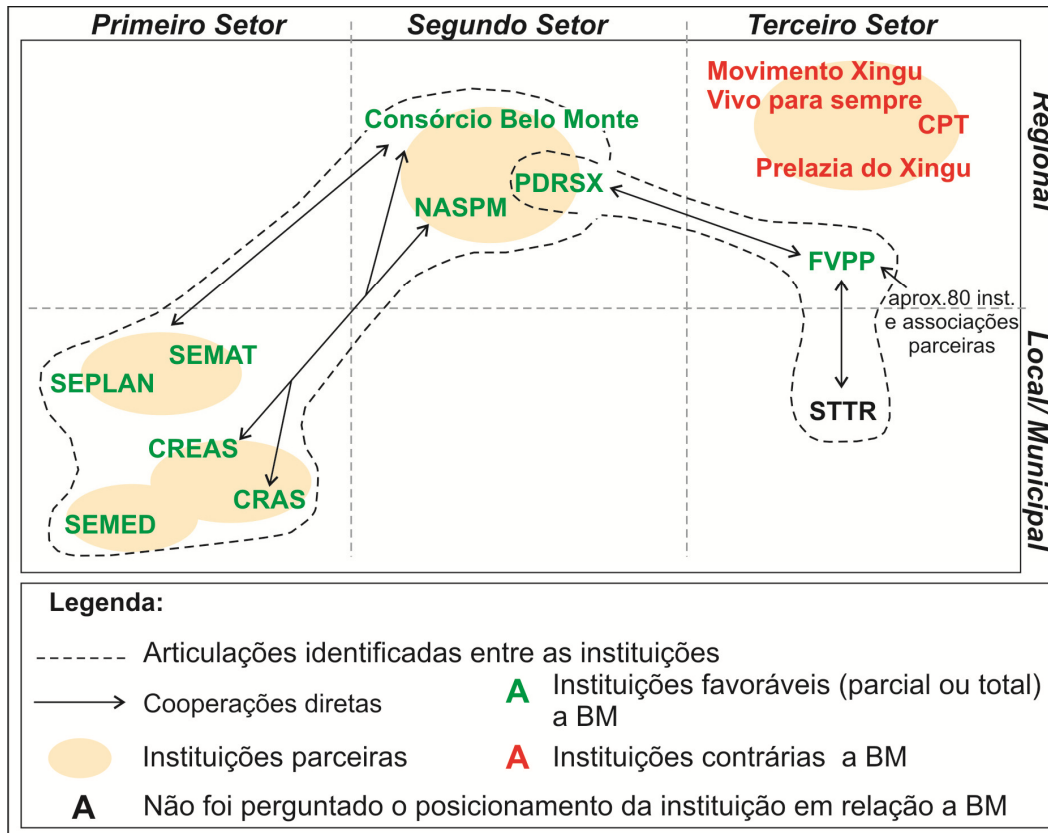 Primeiro Setor
Segundo Setor
Terceiro Setor
Regional
Local/ Municipal
Movimento Xingu
Vivo para sempre
CPT
Prelazia do Xingu
Consórcio Belo Monte
PDRSX
NASPM
FVPP
aprox.80 inst.
e associações
parceiras
STTR
SEMAT
SEPLAN
CREAS
CRAS
SEMED
Legenda:
Articulações identificadas entre as instituições
Cooperações diretas
A Instituições favoráveis (parcial ou total)
a BM
Instituições parceiras
A Instituições contrárias a BM
A Não foi perguntado o posicionamento da instituição em relação a BM